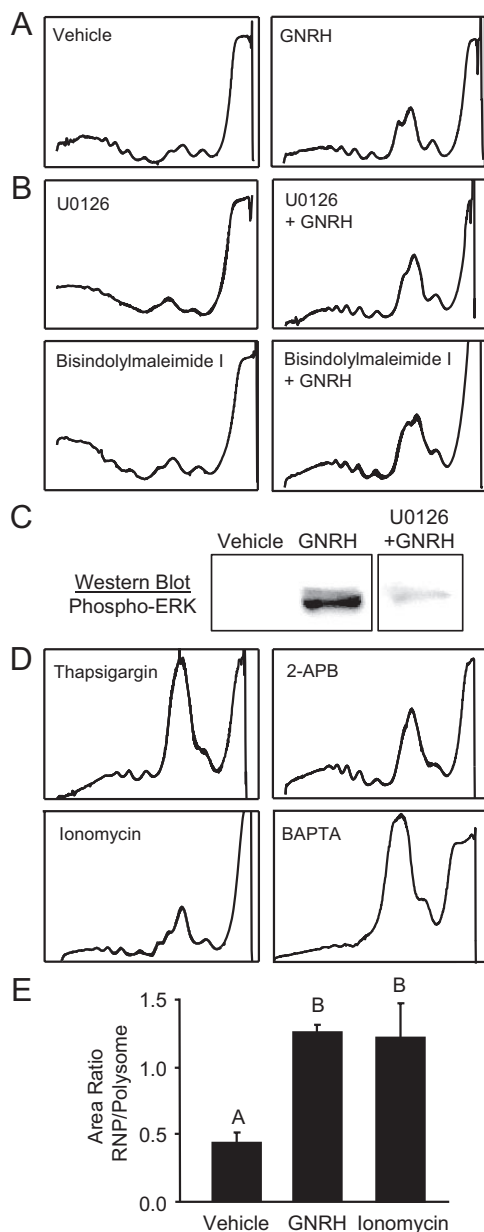 A
Vehicle
GNRH
B
U0126
U0126
+ GNRH
Bisindolylmaleimide I
Bisindolylmaleimide I
+ GNRH
C
Vehicle GNRH
U0126
+GNRH
Western Blot
Phospho-ERK
D
Thapsigargin
2-APB
Ionomycin
BAPTA
E
Area Ratio
RNP/Polysome
1.5
1.0
0.5
0.0
A
B
B
Vehicle GNRH Ionomycin